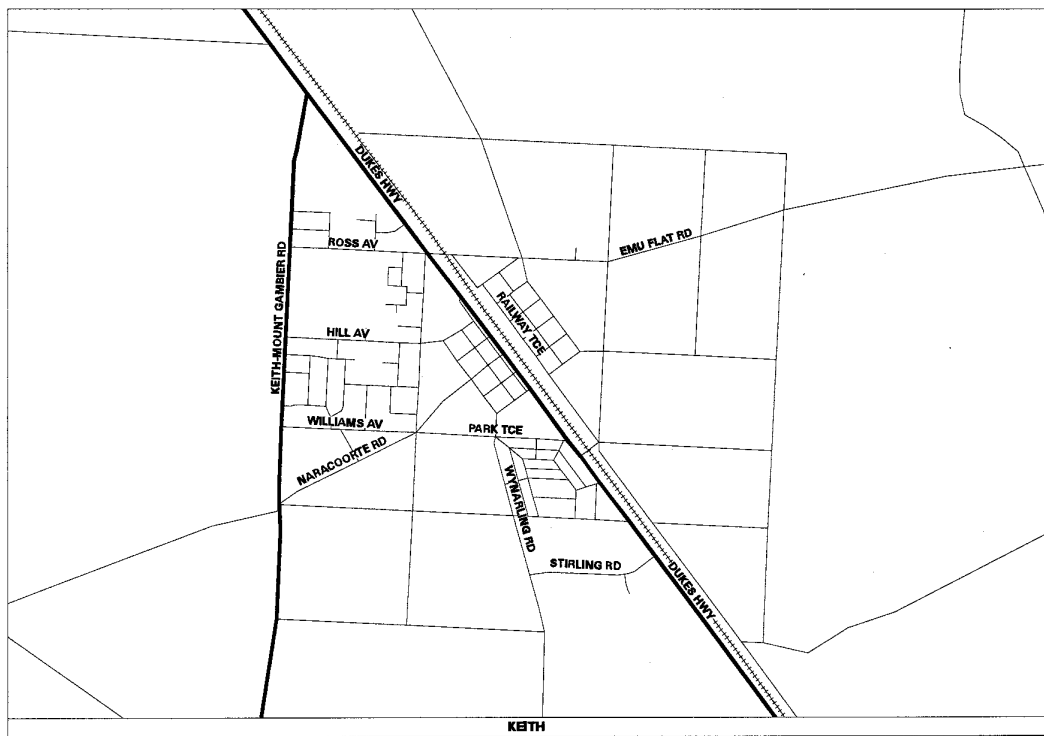 DUKES HWY
ROSS AV
EMU FLAT RD
KEITH-MOUNT GAMBIER RD
RAILWAY TCE
HILL AV
WILLIAMS AV
PARK TCE
NARACOORTE RD
WYNARLING RD
STIRLING RD
DUKES HWY
KEITH